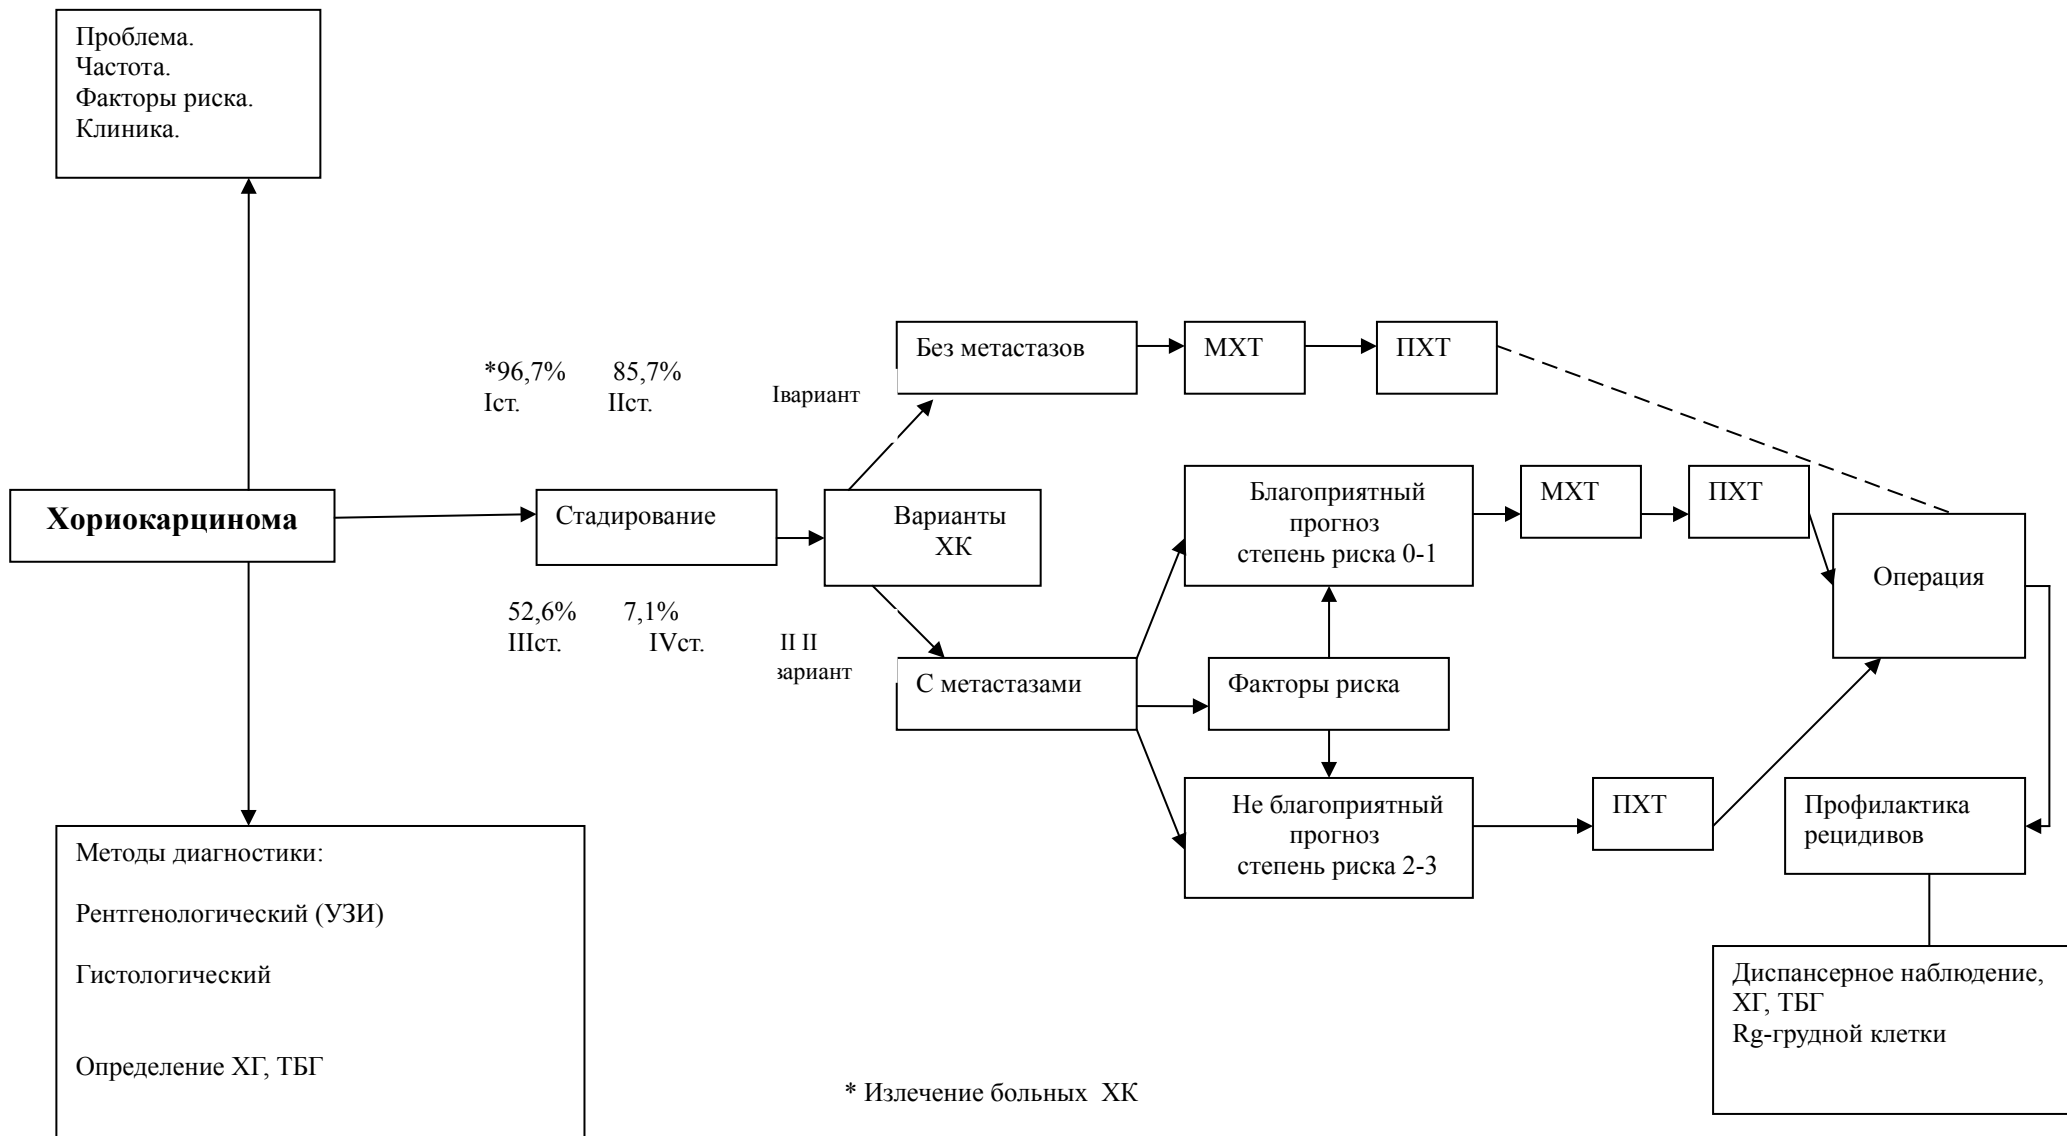 Проблема.
Частота.
Факторы риска.
Клиника.
Без метастазов
МХТ
ПХТ
*96,7% 85,7%
Iст. IIст.
Iвариант
Хориокарцинома
Стадирование
Варианты
ХК
Благоприятный
прогноз
степень риска 0-1
МХТ
ПХТ
Операция
52,6% 7,1%
IIIст. IVст.
II II
вариант
С метастазами
Факторы риска
Не благоприятный
прогноз
степень риска 2-3
ПХТ
Профилактика
рецидивов
Методы диагностики:
Рентгенологический (УЗИ)
Гистологический
Определение ХГ, ТБГ
Диспансерное наблюдение,
ХГ, ТБГ
Rg-грудной клетки
* Излечение больных ХК